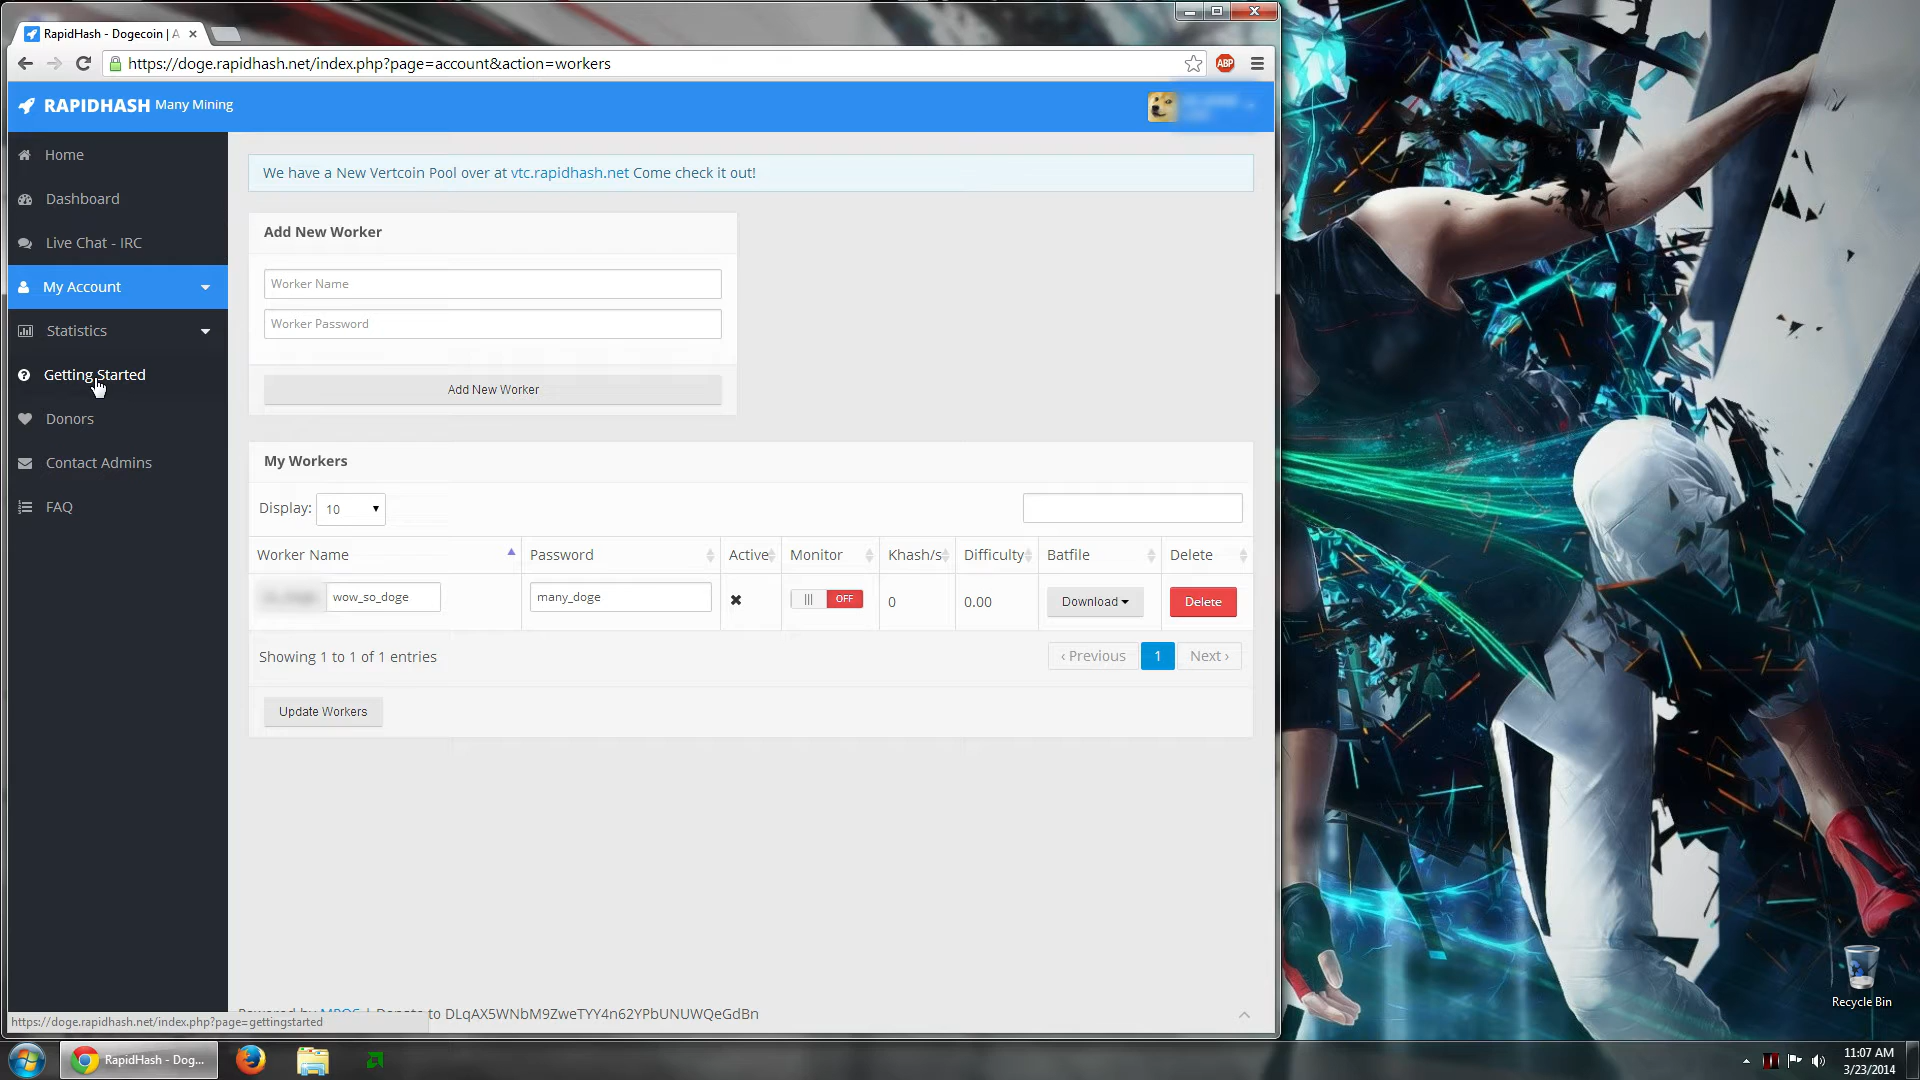 RapidHash - Dogecoin | A
https://doge.rapidhash.net/index.php?page=account&action=workers
ABP
RAPIDHASH Many Mining
Home
Dashboard
Live Chat - IRC
My Account
Statistics
Getting Started
Donors
Contact Admins
FAQ
We have a New Vertcoin Pool over at vtc.rapidhash.net Come check it out!
Add New Worker
Worker Name
Worker Password
Add New Worker
My Workers
Display: 10
Worker Name Password Active Monitor Khash/s Difficulty Batfile Delete
wow_so_doge many_doge OFF 0 0.00 Download Delete
Showing 1 to 1 of 1 entries
‹ Previous 1 Next ›
Update Workers
Powered by MPOS | Donate to DLqAX5WNbM9ZweTYY4n62YPbUNUWQeGdBn
https://doge.rapidhash.net/index.php?page=gettingstarted
Recycle Bin
RapidHash - Dog...
11:07 AM
3/23/2014